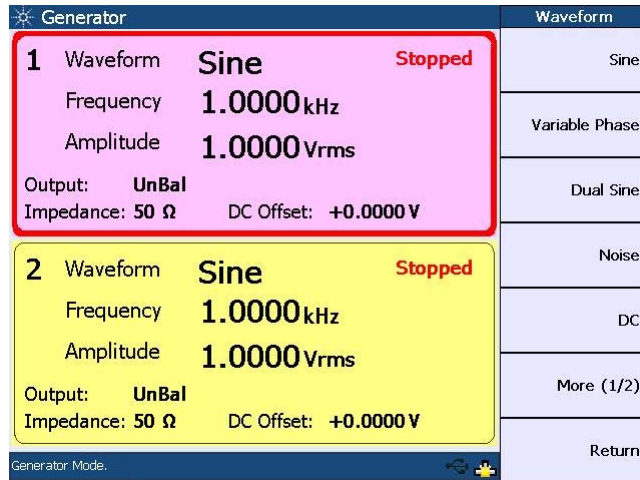 Generator
1 Waveform Sine Stopped
Frequency 1.0000 kHz
Amplitude 1.0000 Vrms
Output: UnBal
Impedance: 50 Ω DC Offset: +0.0000 V
2 Waveform Sine Stopped
Frequency 1.0000 kHz
Amplitude 1.0000 Vrms
Output: UnBal
Impedance: 50 Ω DC Offset: +0.0000 V
Generator Mode.
Waveform
Sine
Variable Phase
Dual Sine
Noise
DC
More (1/2)
Return